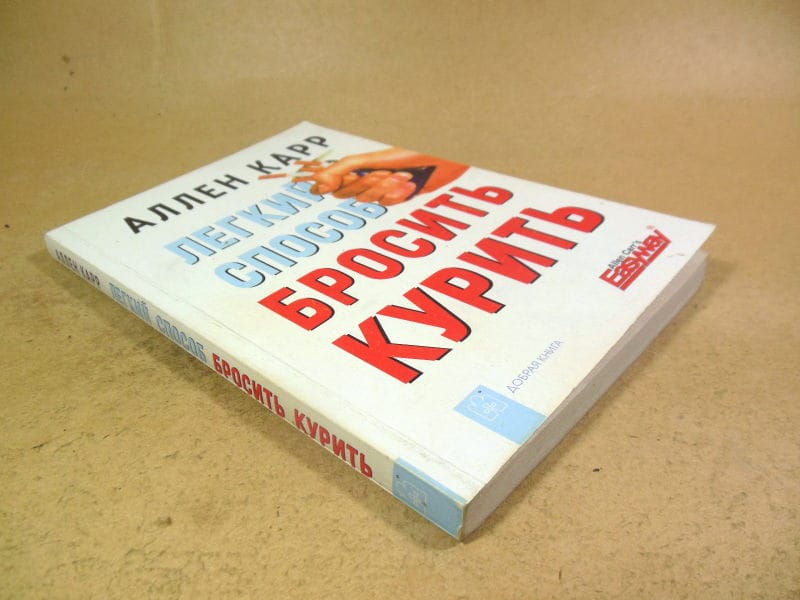 АЛЛЕН КАРР
ЛЕГКИЙ
СПОСОБ
БРОСИТЬ
КУРИТЬ
Allen Carr's
EasyWay®
ДОБРАЯ КНИГА
АЛЛЕН КАРР ЛЕГКИЙ СПОСОБ БРОСИТЬ КУРИТЬ